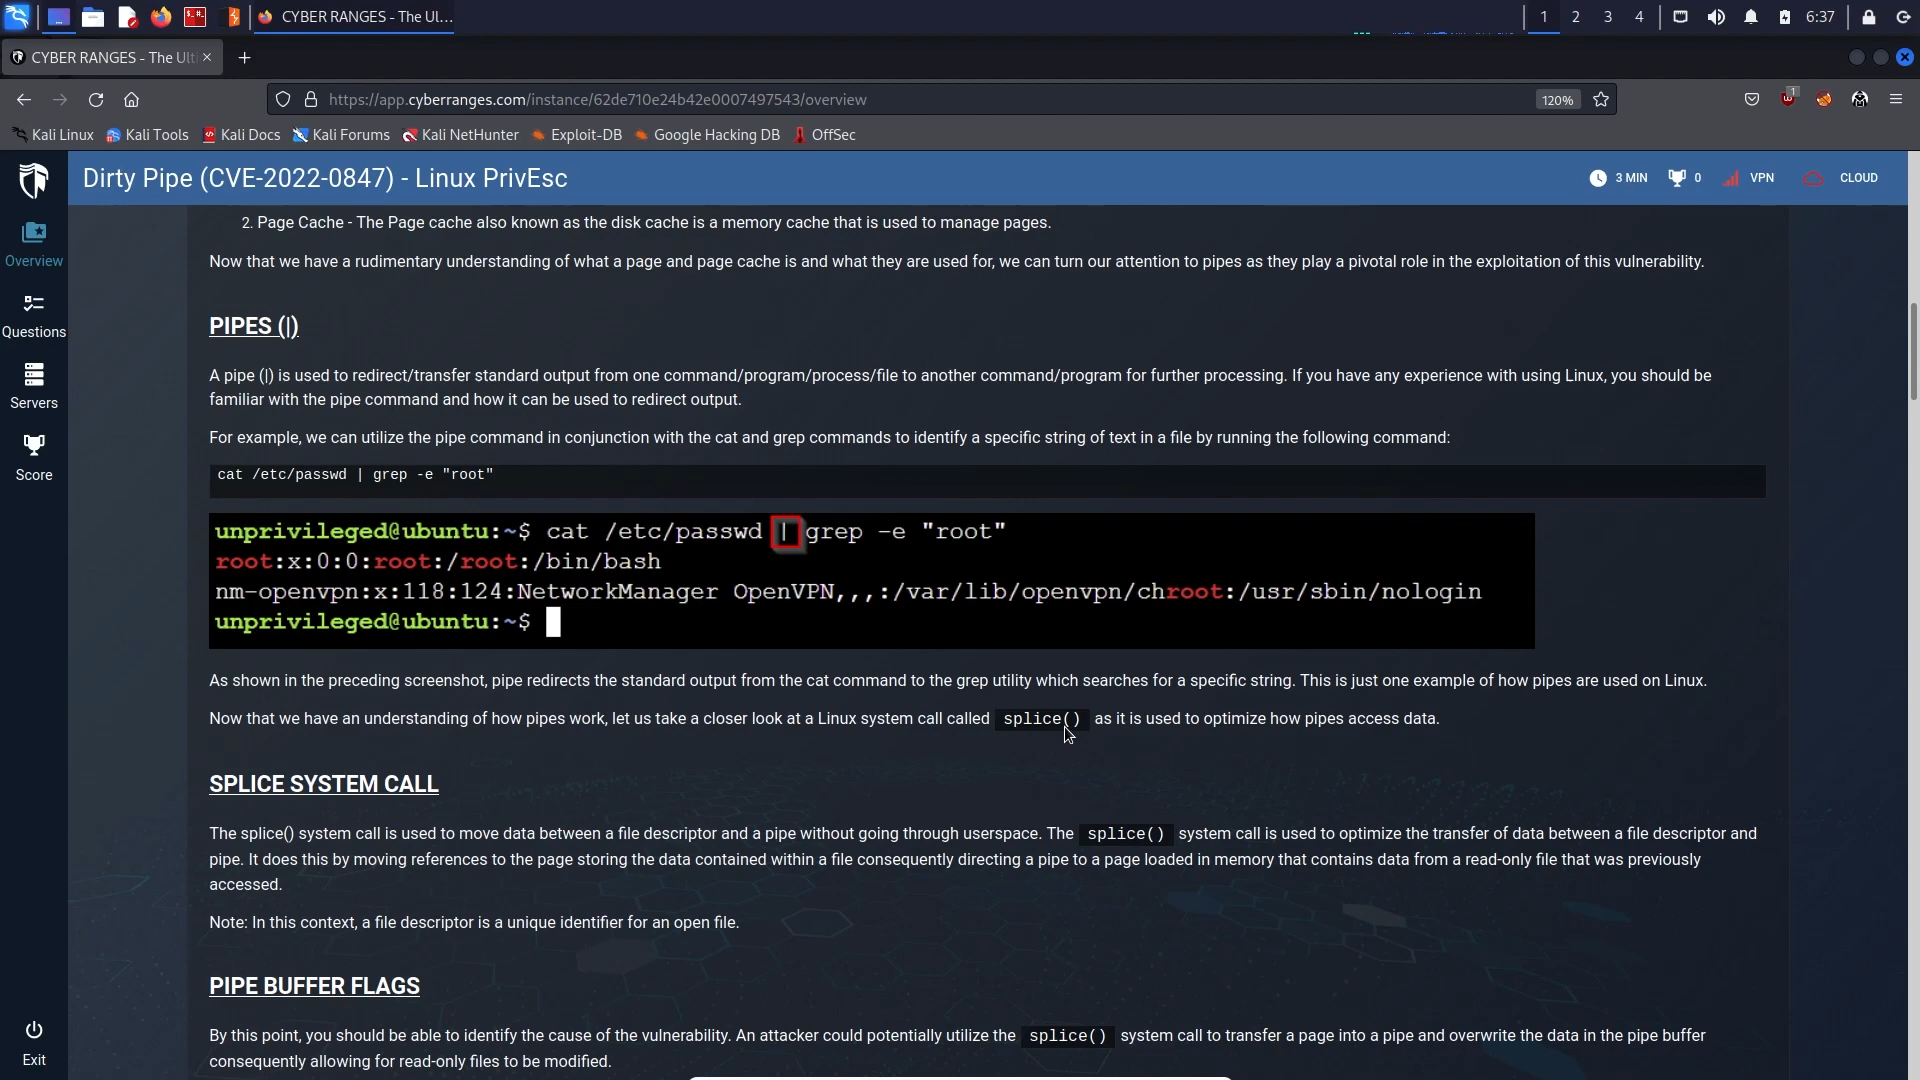 CYBER RANGES - The Ul...
1 2 3 4
6:37
CYBER RANGES - The Ulti
https://app.cyberranges.com/instance/62de710e24b42e0007497543/overview
120%
1
Kali Linux Kali Tools Kali Docs Kali Forums Kali NetHunter Exploit-DB Google Hacking DB OffSec
Dirty Pipe (CVE-2022-0847) - Linux PrivEsc
3 MIN 0 VPN CLOUD
Overview
Questions
Servers
Score
Exit
2. Page Cache - The Page cache also known as the disk cache is a memory cache that is used to manage pages.
Now that we have a rudimentary understanding of what a page and page cache is and what they are used for, we can turn our attention to pipes as they play a pivotal role in the exploitation of this vulnerability.
PIPES (|)
A pipe (|) is used to redirect/transfer standard output from one command/program/process/file to another command/program for further processing. If you have any experience with using Linux, you should be
familiar with the pipe command and how it can be used to redirect output.
For example, we can utilize the pipe command in conjunction with the cat and grep commands to identify a specific string of text in a file by running the following command:
cat /etc/passwd | grep -e "root"
unprivileged@ubuntu:~$ cat /etc/passwd | grep -e "root"
root:x:0:0:root:/root:/bin/bash
nm-openvpn:x:118:124:NetworkManager OpenVPN,,,:/var/lib/openvpn/chroot:/usr/sbin/nologin
unprivileged@ubuntu:~$
As shown in the preceding screenshot, pipe redirects the standard output from the cat command to the grep utility which searches for a specific string. This is just one example of how pipes are used on Linux.
Now that we have an understanding of how pipes work, let us take a closer look at a Linux system call called splice() as it is used to optimize how pipes access data.
SPLICE SYSTEM CALL
The splice() system call is used to move data between a file descriptor and a pipe without going through userspace. The splice() system call is used to optimize the transfer of data between a file descriptor and
pipe. It does this by moving references to the page storing the data contained within a file consequently directing a pipe to a page loaded in memory that contains data from a read-only file that was previously
accessed.
Note: In this context, a file descriptor is a unique identifier for an open file.
PIPE BUFFER FLAGS
By this point, you should be able to identify the cause of the vulnerability. An attacker could potentially utilize the splice() system call to transfer a page into a pipe and overwrite the data in the pipe buffer
consequently allowing for read-only files to be modified.